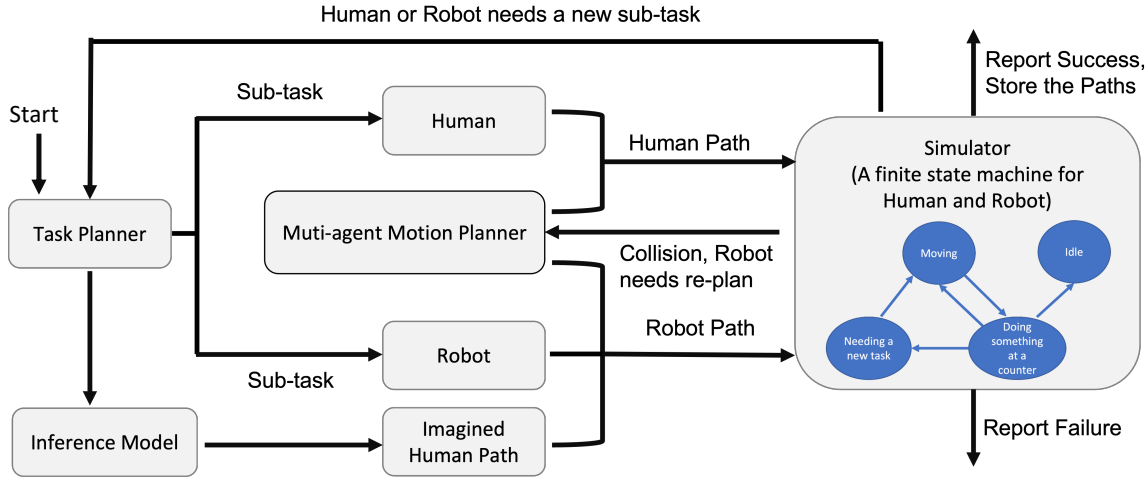 Human or Robot needs a new sub-task
Report Success,
Store the Paths
Start
Sub-task
Human
Human Path
Simulator
(A finite state machine for
Human and Robot)
Task Planner
Muti-agent Motion Planner
Collision, Robot
needs re-plan
Moving
Idle
Robot Path
Robot
Sub-task
Needing a
new task
Doing
something
at a
counter
Inference Model
Imagined
Human Path
Report Failure